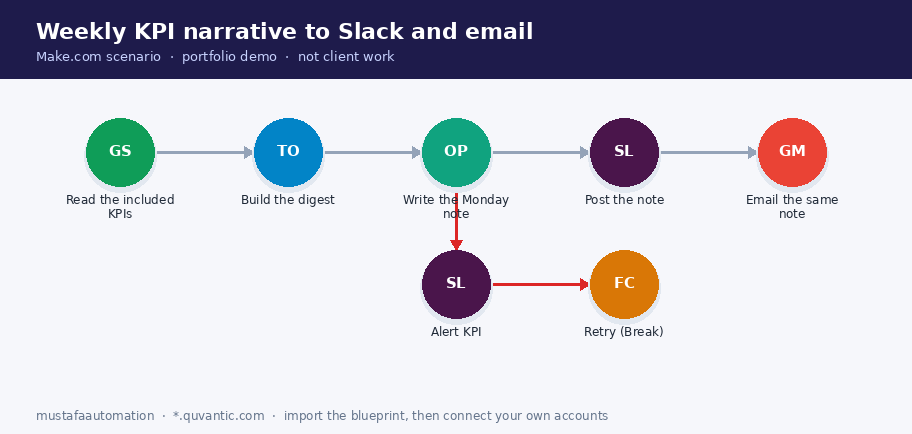 Weekly KPI narrative to Slack and email
Make.com scenario · portfolio demo · not client work
GS
TO
OP
SL
GM
Read the included
KPIs
Build the digest
Write the Monday
note
Post the note
Email the same
note
SL
FC
Alert KPI
Retry (Break)
mustafaautomation · *.quvantic.com · import the blueprint, then connect your own accounts